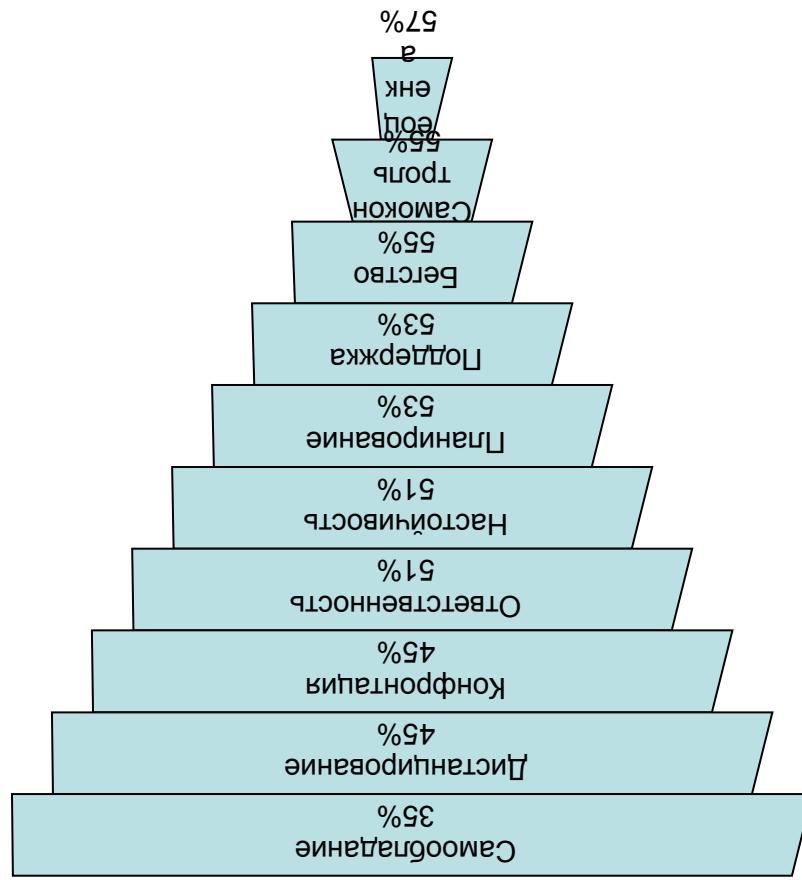 Самообладание
35%
Дистанцирование
45%
Конфронтация
45%
Ответственность
51%
Настойчивость
51%
Планирование
53%
Поддержка
53%
Бегство
55%
Самокон
троль
55%
еоц
енк
а
57%